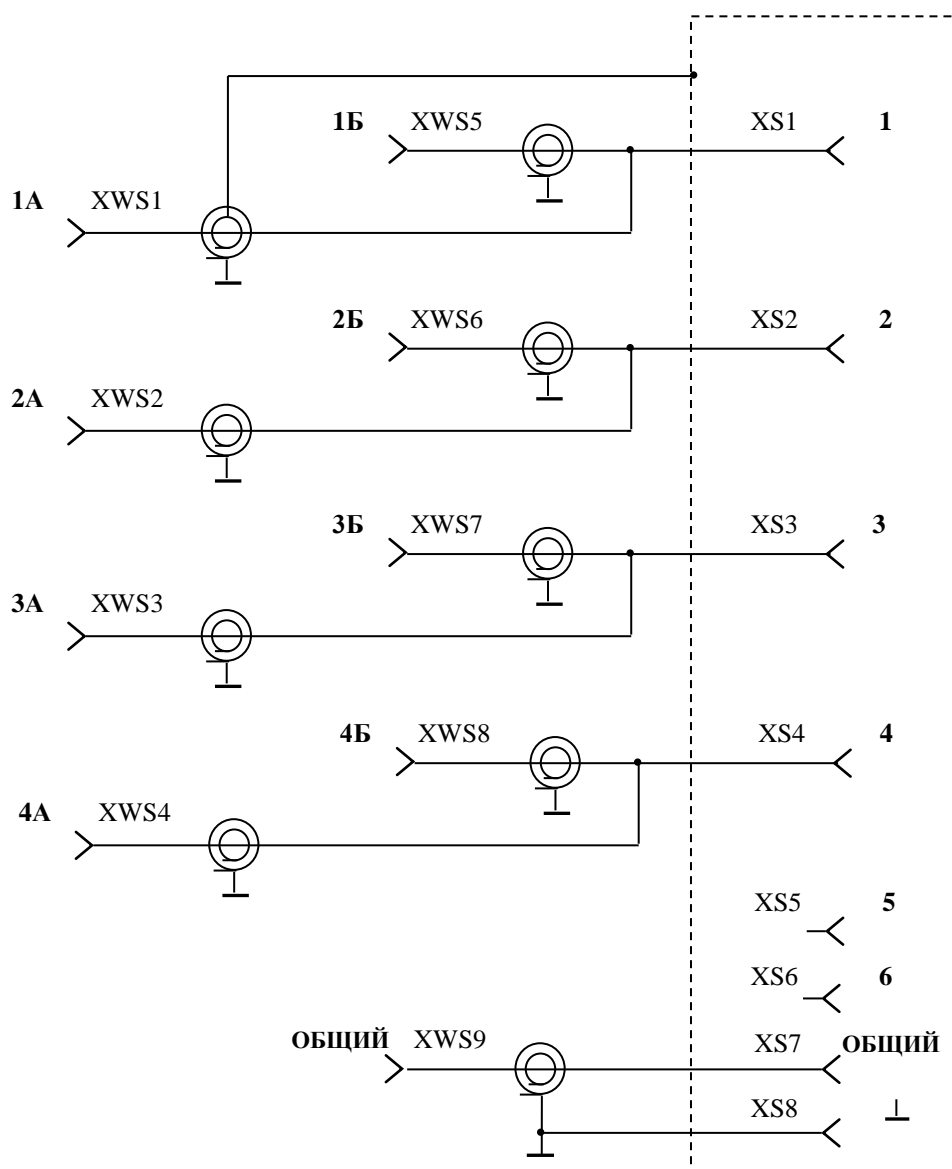 1Б XWS5 XS1 1
1А XWS1
2Б XWS6 XS2 2
2А XWS2
3Б XWS7 XS3 3
3А XWS3
4Б XWS8 XS4 4
4А XWS4
XS5 5
XS6 6
ОБЩИЙ XWS9 XS7 ОБЩИЙ
XS8